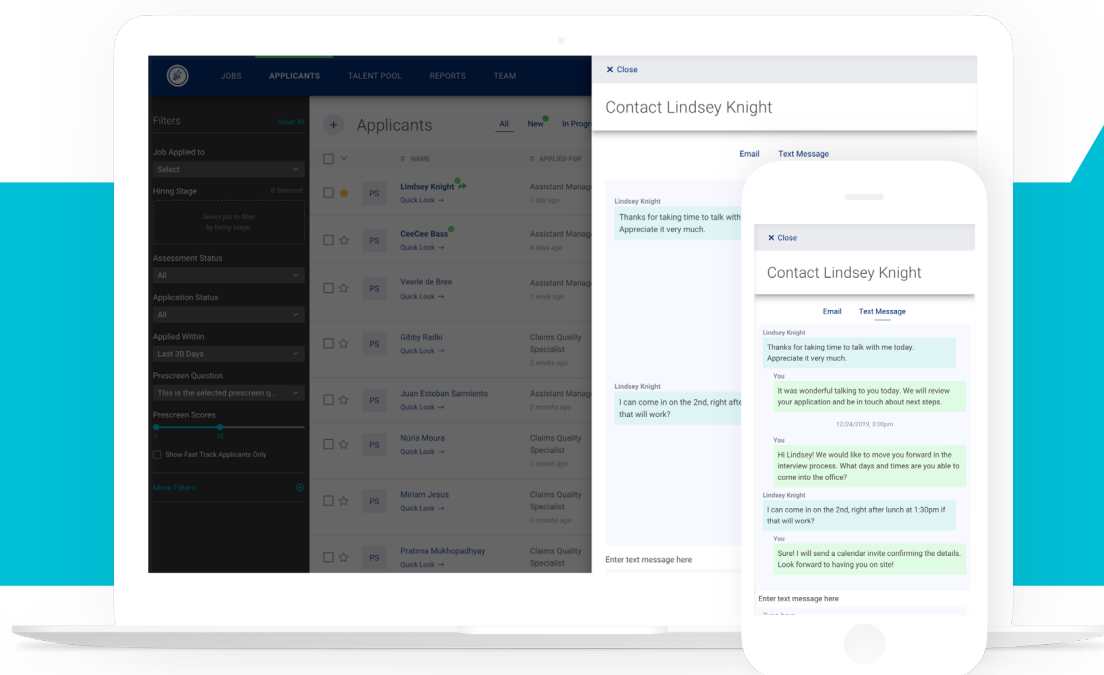 JOBS APPLICANTS TALENT POOL REPORTS TEAM
Filters Reset All
Job Applied to
Select
Hiring Stage 0 Selected
Select job to filter
by hiring stage.
Assessment Status
All
Application Status
All
Applied Within
Last 30 Days
Prescreen Question
This is the selected prescreen q...
Prescreen Scores
75
Show Fast Track Applicants Only
More Filters
+ Applicants All New In Progr
NAME APPLIED FOR
PS Lindsey Knight Assistant Manag
Quick Look → 1 day ago
PS CeeCee Bass Assistant Manag
Quick Look → 4 days ago
PS Veerle de Bree Assistant Manag
Quick Look → 1 week ago
PS Gibby Radki Claims Quality
Quick Look → Specialist
2 weeks ago
PS Juan Esteban Sarmiento Assistant Manag
Quick Look → 2 months ago
PS Núria Moura Claims Quality
Quick Look → Specialist
1 month ago
PS Miriam Jesus Claims Quality
Quick Look → Specialist
months ago
PS Pratima Mukhopadhyay Claims Quality
Quick Look → Specialist
× Close
Contact Lindsey Knight
Email Text Message
Lindsey Knight
Thanks for taking time to talk with
Appreciate it very much.
Lindsey Knight
I can come in on the 2nd, right afte
that will work?
Enter text message here
× Close
Contact Lindsey Knight
Email Text Message
Lindsey Knight
Thanks for taking time to talk with me today.
Appreciate it very much.
You
It was wonderful talking to you today. We will review
your application and be in touch about next steps.
12/24/2019, 3:00pm
You
Hi Lindsey! We would like to move you forward in the
interview process. What days and times are you able to
come into the office?
Lindsey Knight
I can come in on the 2nd, right after lunch at 1:30pm if
that will work?
You
Sure! I will send a calendar invite confirming the details.
Look forward to having you on site!
Enter text message here